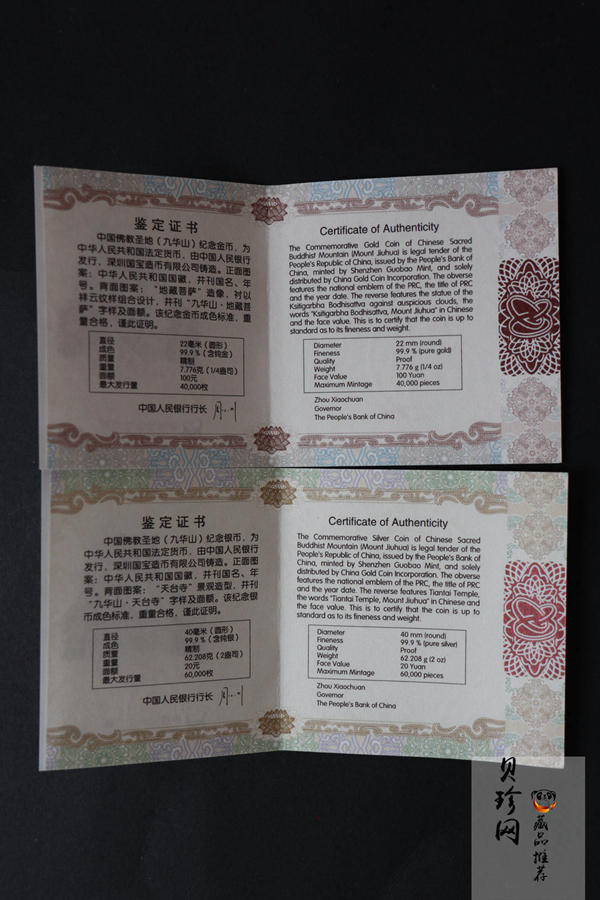 鉴定证书
中国佛教圣地（九华山）纪念金币，为
中华人民共和国法定货币，由中国人民银行
发行，深圳国宝造币有限公司铸造。正面图
案：中华人民共和国国徽，并刊国名、年
号。背面图案：“地藏菩萨”造像，衬以
祥云纹样组合设计，并刊“九华山·地藏菩
萨”字样及面额。该纪念金币成色标准，重
量合格，谨此证明。
直径 22毫米（圆形）
成色 99.9%（含纯金）
质量 精制
重量 7.776克（1/4盎司）
面额 100元
最大发行量 40,000枚
中国人民银行行长
Certificate of Authenticity
The Commemorative Gold Coin of Chinese Sacred
Buddhist Mountain (Mount Jiuhua) is legal tender of the
People's Republic of China, issued by the People's Bank of
China, minted by Shenzhen Guobao Mint, and solely
distributed by China Gold Coin Incorporation. The obverse
features the national emblem of the PRC, the title of PRC
and the year date. The reverse features the statue of the
Ksitigarbha Bodhisattva against auspicious clouds, the
words "Ksitigarbha Bodhisattva, Mount Jiuhua" in Chinese
and the face value. This is to certify that the coin is up to
standard as to its fineness and weight.
Diameter 22 mm (round)
Fineness 99.9 % (pure gold)
Quality Proof
Weight 7.776 g (1/4 oz)
Face Value 100 Yuan
Maximum Mintage 40,000 pieces
Zhou Xiaochuan
Governor
The People's Bank of China
鉴定证书
中国佛教圣地（九华山）纪念银币，为
中华人民共和国法定货币，由中国人民银行
发行，深圳国宝造币有限公司铸造。正面图
案：中华人民共和国国徽，并刊国名、年
号。背面图案：“天台寺”景观造型，并刊
“九华山·天台寺”字样及面额。该纪念银
币成色标准，重量合格，谨此证明。
直径 40毫米（圆形）
成色 99.9%（含纯银）
质量 精制
重量 62.208克（2盎司）
面额 20元
最大发行量 60,000枚
中国人民银行行长
Certificate of Authenticity
The Commemorative Silver Coin of Chinese Sacred
Buddhist Mountain (Mount Jiuhua) is legal tender of the
People's Republic of China, issued by the People's Bank of
China, minted by Shenzhen Guobao Mint, and solely
distributed by China Gold Coin Incorporation. The obverse
features the national emblem of the PRC, the title of PRC
and the year date. The reverse features Tiantai Temple,
the words "Tiantai Temple, Mount Jiuhua" in Chinese and
the face value. This is to certify that the coin is up to
standard as to its fineness and weight.
Diameter 40 mm (round)
Fineness 99.9 % (pure silver)
Quality Proof
Weight 62.208 g (2 oz)
Face Value 20 Yuan
Maximum Mintage 60,000 pieces
Zhou Xiaochuan
Governor
The People's Bank of China
贝珍网
藏品推荐